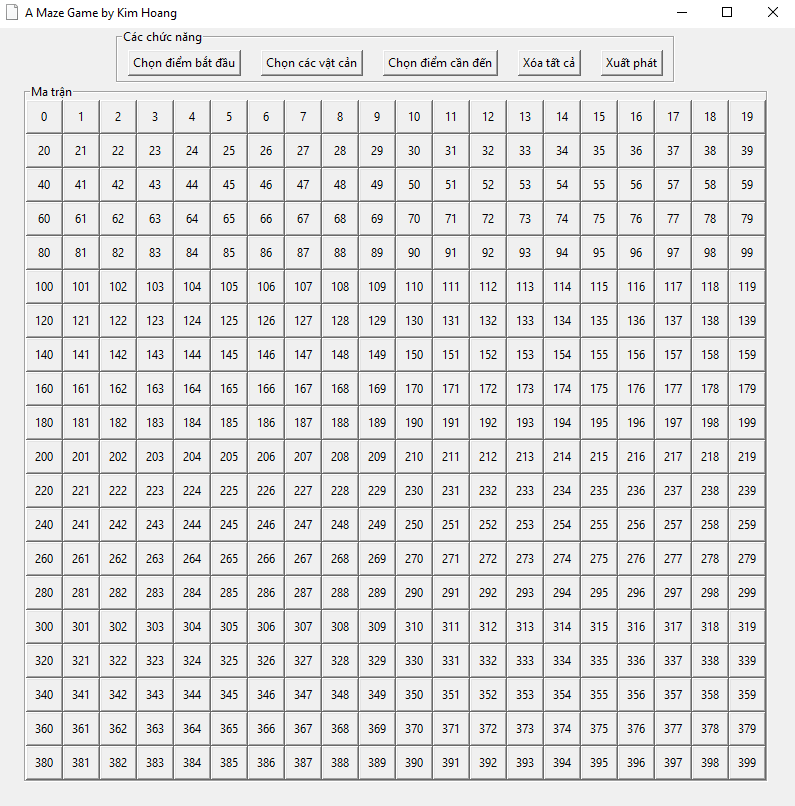 A Maze Game by Kim Hoang
Các chức năng
Chọn điểm bắt đầu Chọn các vật cản Chọn điểm cần đến Xóa tất cả Xuất phát
Ma trận
0 1 2 3 4 5 6 7 8 9 10 11 12 13 14 15 16 17 18 19
20 21 22 23 24 25 26 27 28 29 30 31 32 33 34 35 36 37 38 39
40 41 42 43 44 45 46 47 48 49 50 51 52 53 54 55 56 57 58 59
60 61 62 63 64 65 66 67 68 69 70 71 72 73 74 75 76 77 78 79
80 81 82 83 84 85 86 87 88 89 90 91 92 93 94 95 96 97 98 99
100 101 102 103 104 105 106 107 108 109 110 111 112 113 114 115 116 117 118 119
120 121 122 123 124 125 126 127 128 129 130 131 132 133 134 135 136 137 138 139
140 141 142 143 144 145 146 147 148 149 150 151 152 153 154 155 156 157 158 159
160 161 162 163 164 165 166 167 168 169 170 171 172 173 174 175 176 177 178 179
180 181 182 183 184 185 186 187 188 189 190 191 192 193 194 195 196 197 198 199
200 201 202 203 204 205 206 207 208 209 210 211 212 213 214 215 216 217 218 219
220 221 222 223 224 225 226 227 228 229 230 231 232 233 234 235 236 237 238 239
240 241 242 243 244 245 246 247 248 249 250 251 252 253 254 255 256 257 258 259
260 261 262 263 264 265 266 267 268 269 270 271 272 273 274 275 276 277 278 279
280 281 282 283 284 285 286 287 288 289 290 291 292 293 294 295 296 297 298 299
300 301 302 303 304 305 306 307 308 309 310 311 312 313 314 315 316 317 318 319
320 321 322 323 324 325 326 327 328 329 330 331 332 333 334 335 336 337 338 339
340 341 342 343 344 345 346 347 348 349 350 351 352 353 354 355 356 357 358 359
360 361 362 363 364 365 366 367 368 369 370 371 372 373 374 375 376 377 378 379
380 381 382 383 384 385 386 387 388 389 390 391 392 393 394 395 396 397 398 399